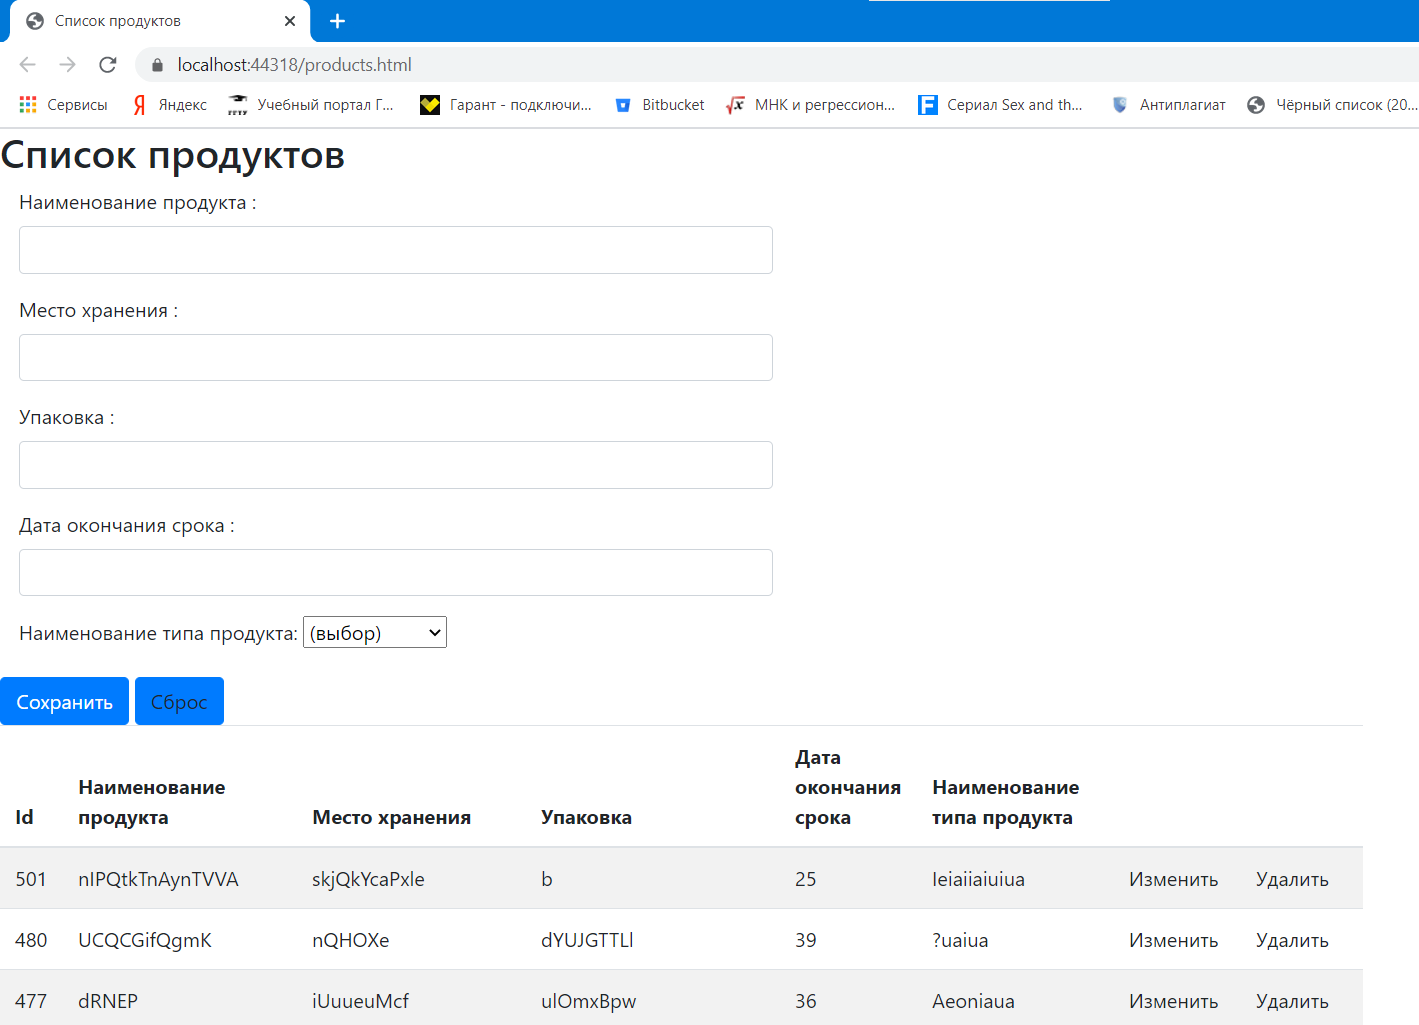 Список продуктов
localhost:44318/products.html
Сервисы Яндекс Учебный портал Г... Гарант - подключи... Bitbucket МНК и регрессион... Сериал Sex and th... Антиплагиат Чёрный список (20...
Список продуктов
Наименование продукта :
Место хранения :
Упаковка :
Дата окончания срока :
Наименование типа продукта: (выбор)
Сохранить Сброс
Id Наименование продукта Место хранения Упаковка Дата окончания срока Наименование типа продукта
501 nIPQtkTnAynTVVA skjQkYcaPxle b 25 Ieiaiiaiuiua Изменить Удалить
480 UCQCGifQgmK nQHOXe dYUJGTTLl 39 ?uaiua Изменить Удалить
477 dRNEP iUuueuMcf ulOmxBpw 36 Aeoniaua Изменить Удалить